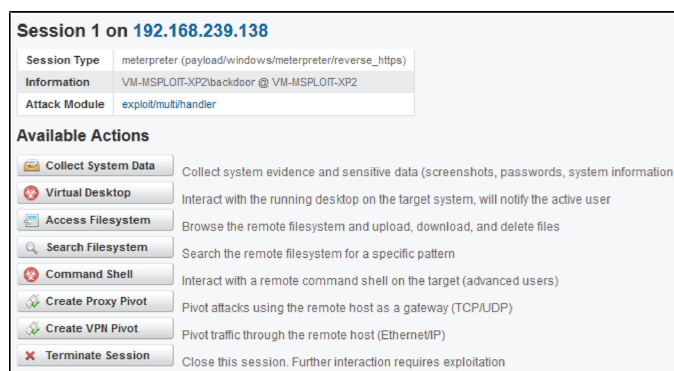 Session 1 on 192.168.239.138
Session Type meterpreter (payload/windows/meterpreter/reverse_https)
Information VM-MSPLOIT-XP2\backdoor @ VM-MSPLOIT-XP2
Attack Module exploit/multi/handler
Available Actions
Collect System Data Collect system evidence and sensitive data (screenshots, passwords, system information
Virtual Desktop Interact with the running desktop on the target system, will notify the active user
Access Filesystem Browse the remote filesystem and upload, download, and delete files
Search Filesystem Search the remote filesystem for a specific pattern
Command Shell Interact with a remote command shell on the target (advanced users)
Create Proxy Pivot Pivot attacks using the remote host as a gateway (TCP/UDP)
Create VPN Pivot Pivot traffic through the remote host (Ethernet/IP)
Terminate Session Close this session. Further interaction requires exploitation